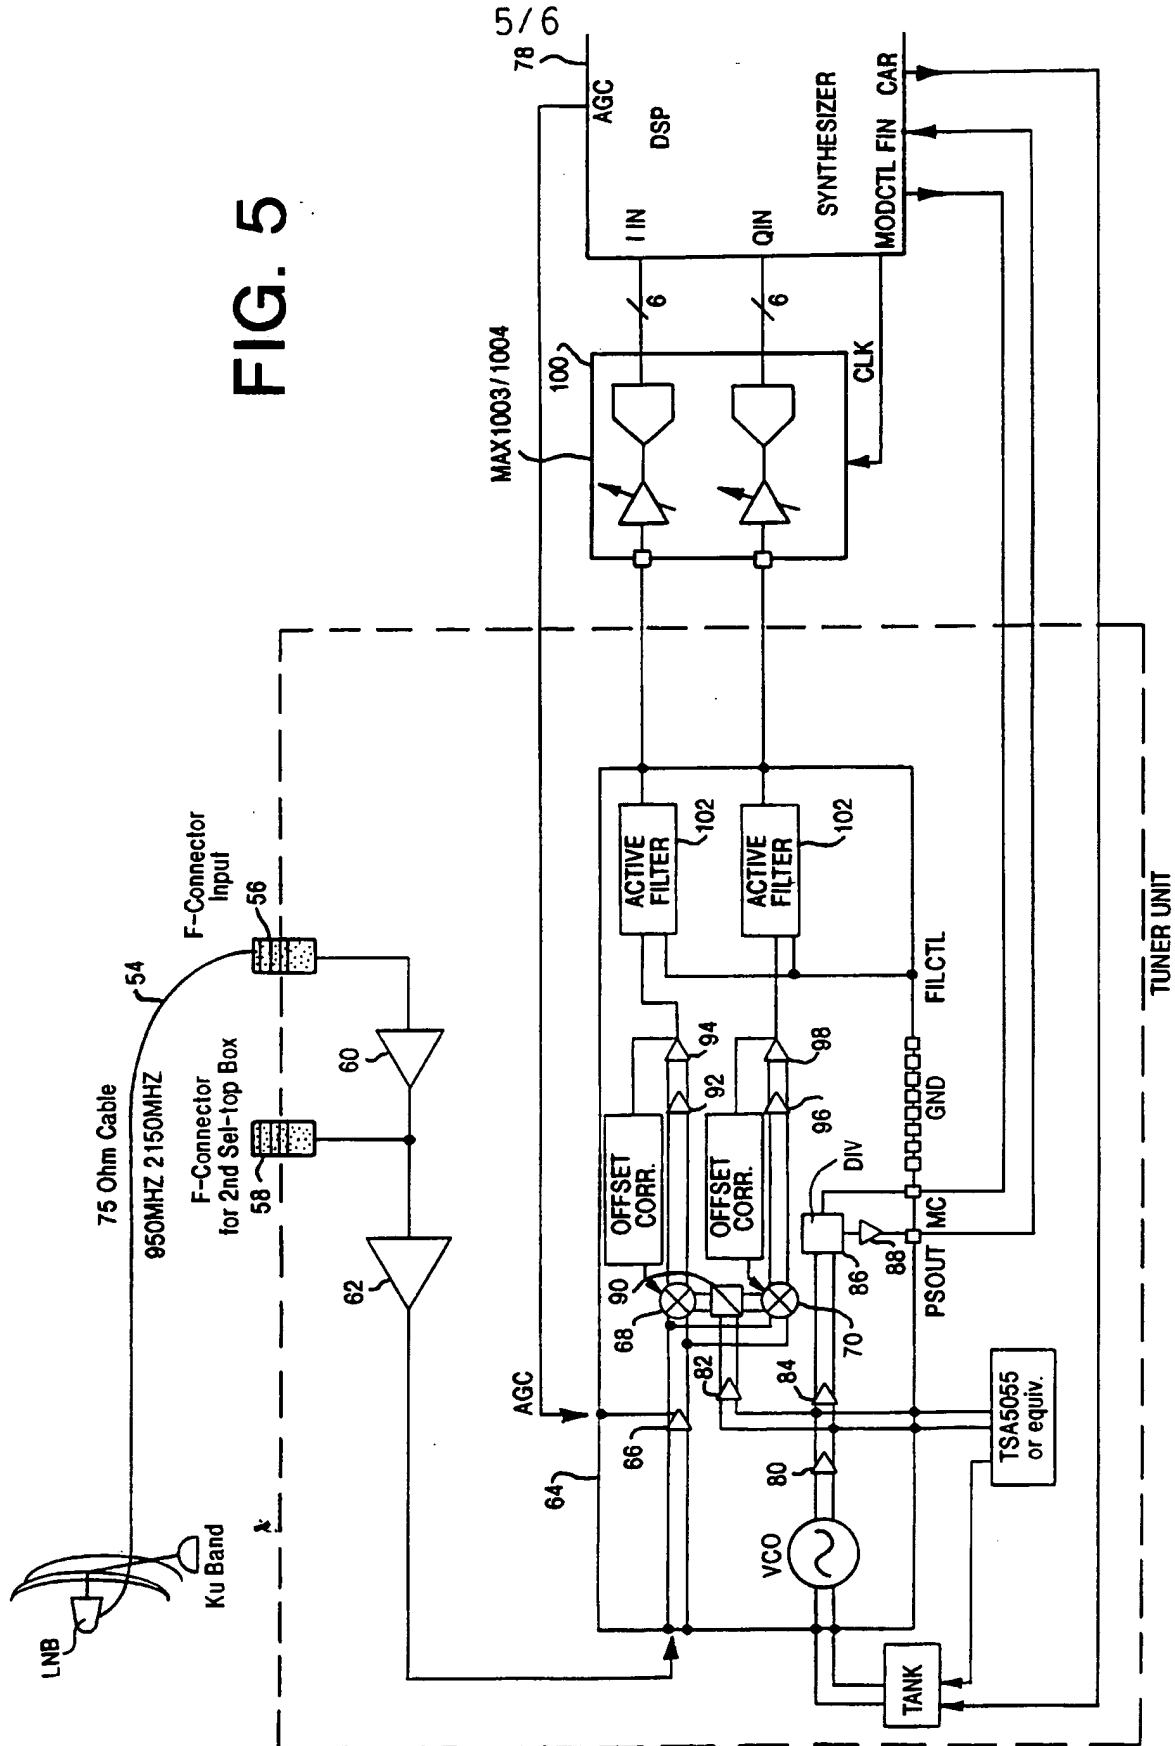 5/6
FIG. 5
LNB
Ku Band
75 Ohm Cable
950MHZ 2150MHZ
54
F-Connector
Input
56
F-Connector
for 2nd Sel-top Box
58
60
62
AGC
64
66
68
90
82
70
OFFSET
CORR.
OFFSET
CORR.
92
94
96
98
ACTIVE
FILTER
102
ACTIVE
FILTER
102
FILCTL
GND
MC
PSOUT
DIV
86
88
84
80
VCO
TANK
TSA5055
or equiv.
TUNER UNIT
MAX1003/1004
100
CLK
6
6
78
AGC
DSP
I IN
QIN
SYNTHESIZER
MODCTL FIN CAR